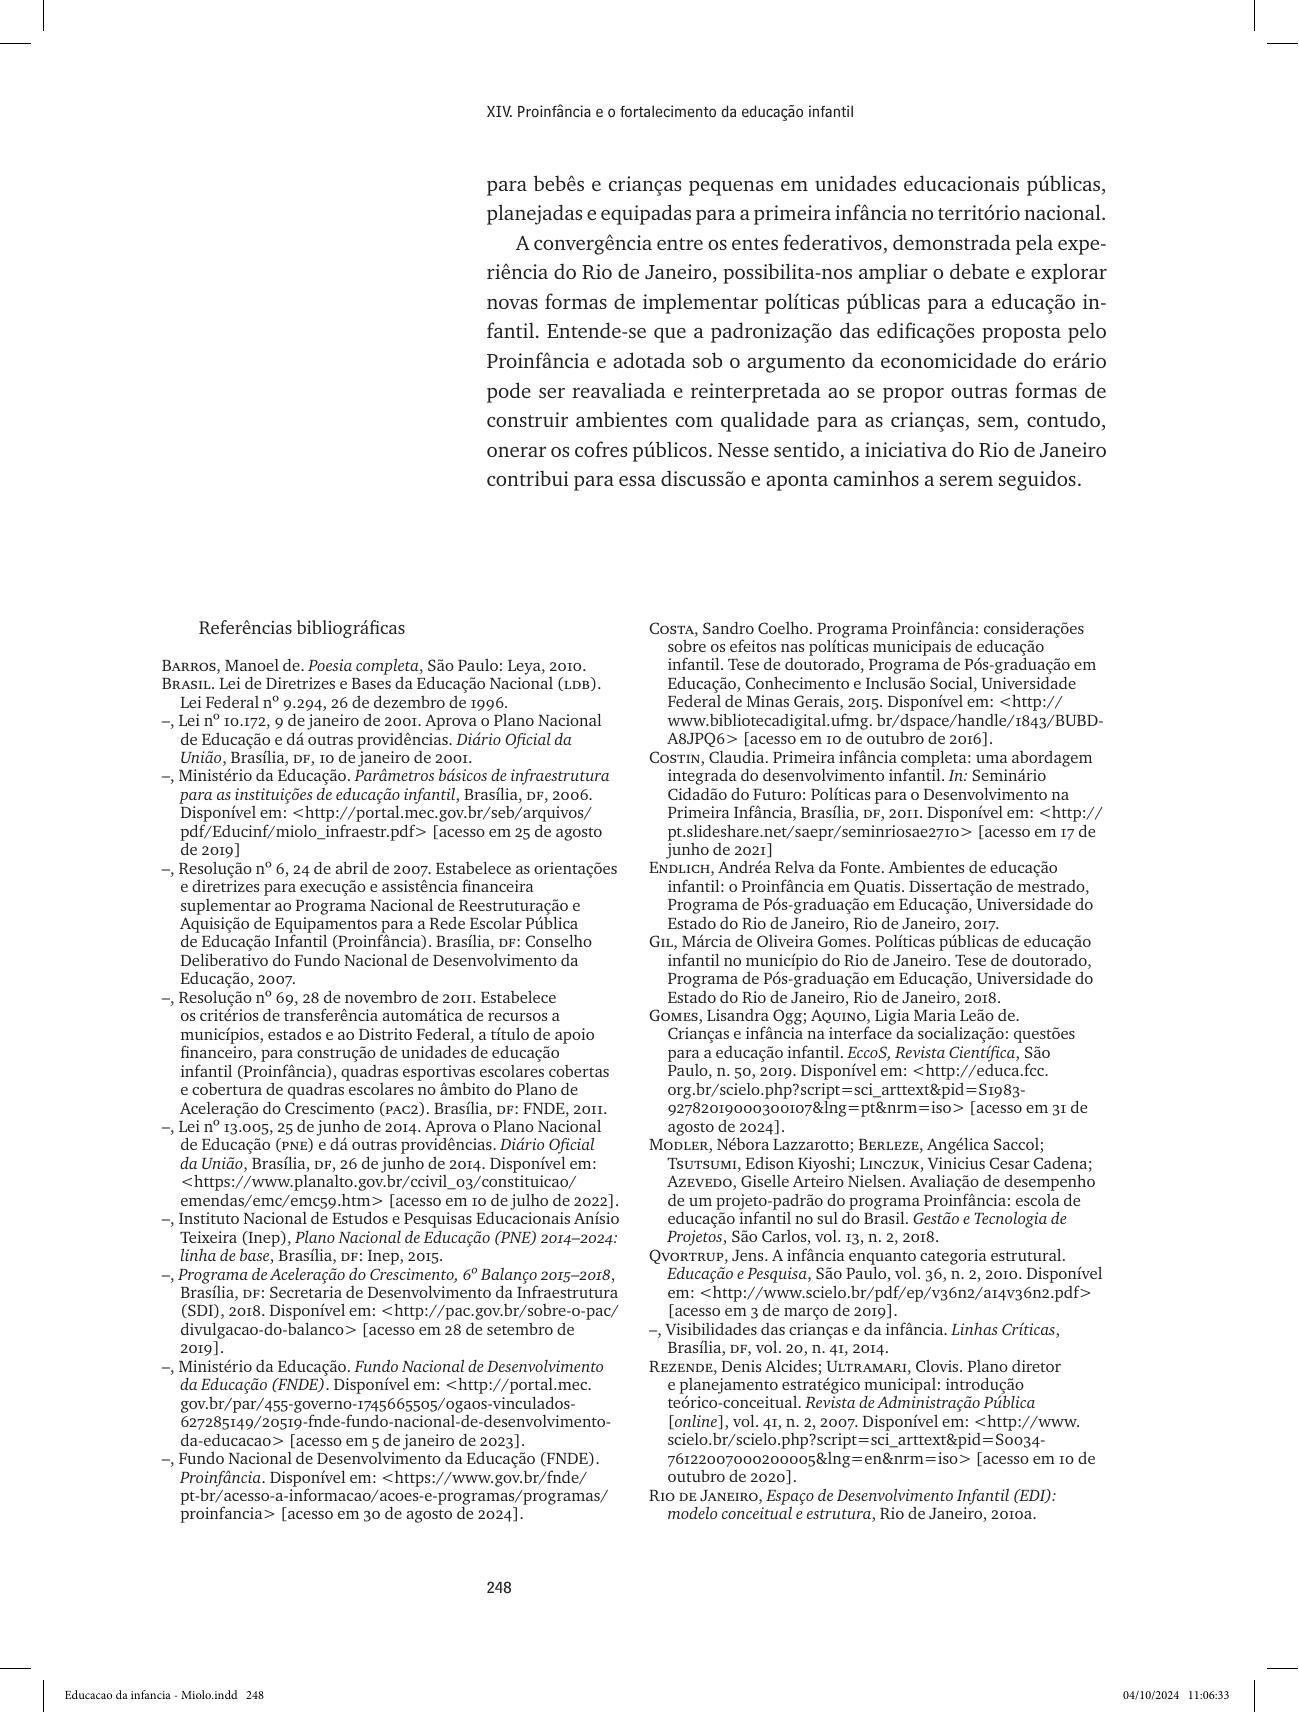 XIV. Proinfância e o fortalecimento da educação infantil
para bebês e crianças pequenas em unidades educacionais públicas,
planejadas e equipadas para a primeira infância no território nacional.
A convergência entre os entes federativos, demonstrada pela expe-
riência do Rio de Janeiro, possibilita-nos ampliar o debate e explorar
novas formas de implementar políticas públicas para a educação in-
fantil. Entende-se que a padronização das edificações proposta pelo
Proinfância e adotada sob o argumento da economicidade do erário
pode ser reavaliada e reinterpretada ao se propor outras formas de
construir ambientes com qualidade para as crianças, sem, contudo,
onerar os cofres públicos. Nesse sentido, a iniciativa do Rio de Janeiro
contribui para essa discussão e aponta caminhos a serem seguidos.
Referências bibliográficas
BARROS, Manoel de. Poesia completa, São Paulo: Leya, 2010.
BRASIL. Lei de Diretrizes e Bases da Educação Nacional (LDB).
Lei Federal nº 9.294, 26 de dezembro de 1996.
–, Lei nº 10.172, 9 de janeiro de 2001. Aprova o Plano Nacional
de Educação e dá outras providências. Diário Oficial da
União, Brasília, DF, 10 de janeiro de 2001.
–, Ministério da Educação. Parâmetros básicos de infraestrutura
para as instituições de educação infantil, Brasília, DF, 2006.
Disponível em: <http://portal.mec.gov.br/seb/arquivos/
pdf/Educinf/miolo_infraestr.pdf> [acesso em 25 de agosto
de 2019]
–, Resolução nº 6, 24 de abril de 2007. Estabelece as orientações
e diretrizes para execução e assistência financeira
suplementar ao Programa Nacional de Reestruturação e
Aquisição de Equipamentos para a Rede Escolar Pública
de Educação Infantil (Proinfância). Brasília, DF: Conselho
Deliberativo do Fundo Nacional de Desenvolvimento da
Educação, 2007.
–, Resolução nº 69, 28 de novembro de 2011. Estabelece
os critérios de transferência automática de recursos a
municípios, estados e ao Distrito Federal, a título de apoio
financeiro, para construção de unidades de educação
infantil (Proinfância), quadras esportivas escolares cobertas
e cobertura de quadras escolares no âmbito do Plano de
Aceleração do Crescimento (PAC2). Brasília, DF: FNDE, 2011.
–, Lei nº 13.005, 25 de junho de 2014. Aprova o Plano Nacional
de Educação (PNE) e dá outras providências. Diário Oficial
da União, Brasília, DF, 26 de junho de 2014. Disponível em:
<https://www.planalto.gov.br/ccivil_03/constituicao/
emendas/emc/emc59.htm> [acesso em 10 de julho de 2022].
–, Instituto Nacional de Estudos e Pesquisas Educacionais Anísio
Teixeira (Inep), Plano Nacional de Educação (PNE) 2014–2024:
linha de base, Brasília, DF: Inep, 2015.
–, Programa de Aceleração do Crescimento, 6º Balanço 2015–2018,
Brasília, DF: Secretaria de Desenvolvimento da Infraestrutura
(SDI), 2018. Disponível em: <http://pac.gov.br/sobre-o-pac/
divulgacao-do-balanco> [acesso em 28 de setembro de
2019].
–, Ministério da Educação. Fundo Nacional de Desenvolvimento
da Educação (FNDE). Disponível em: <http://portal.mec.
gov.br/par/455-governo-1745665505/ogaos-vinculados-
627285149/20519-fnde-fundo-nacional-de-desenvolvimento-
da-educacao> [acesso em 5 de janeiro de 2023].
–, Fundo Nacional de Desenvolvimento da Educação (FNDE).
Proinfância. Disponível em: <https://www.gov.br/fnde/
pt-br/acesso-a-informacao/acoes-e-programas/programas/
proinfancia> [acesso em 30 de agosto de 2024].
COSTA, Sandro Coelho. Programa Proinfância: considerações
sobre os efeitos nas políticas municipais de educação
infantil. Tese de doutorado, Programa de Pós-graduação em
Educação, Conhecimento e Inclusão Social, Universidade
Federal de Minas Gerais, 2015. Disponível em: <http://
www.bibliotecadigital.ufmg. br/dspace/handle/1843/BUBD-
A8JPQ6> [acesso em 10 de outubro de 2016].
COSTIN, Claudia. Primeira infância completa: uma abordagem
integrada do desenvolvimento infantil. In: Seminário
Cidadão do Futuro: Políticas para o Desenvolvimento na
Primeira Infância, Brasília, DF, 2011. Disponível em: <http://
pt.slideshare.net/saepr/seminriosae2710> [acesso em 17 de
junho de 2021]
ENDLICH, Andréa Relva da Fonte. Ambientes de educação
infantil: o Proinfância em Quatis. Dissertação de mestrado,
Programa de Pós-graduação em Educação, Universidade do
Estado do Rio de Janeiro, Rio de Janeiro, 2017.
GIL, Márcia de Oliveira Gomes. Políticas públicas de educação
infantil no município do Rio de Janeiro. Tese de doutorado,
Programa de Pós-graduação em Educação, Universidade do
Estado do Rio de Janeiro, Rio de Janeiro, 2018.
GOMES, Lisandra Ogg; AQUINO, Ligia Maria Leão de.
Crianças e infância na interface da socialização: questões
para a educação infantil. EccoS, Revista Científica, São
Paulo, n. 50, 2019. Disponível em: <http://educa.fcc.
org.br/scielo.php?script=sci_arttext&pid=S1983-
92782019000300107&lng=pt&nrm=iso> [acesso em 31 de
agosto de 2024].
MODLER, Nébora Lazzarotto; BERLEZE, Angélica Saccol;
TSUTSUMI, Edison Kiyoshi; LINCZUK, Vinicius Cesar Cadena;
AZEVEDO, Giselle Arteiro Nielsen. Avaliação de desempenho
de um projeto-padrão do programa Proinfância: escola de
educação infantil no sul do Brasil. Gestão e Tecnologia de
Projetos, São Carlos, vol. 13, n. 2, 2018.
QVORTRUP, Jens. A infância enquanto categoria estrutural.
Educação e Pesquisa, São Paulo, vol. 36, n. 2, 2010. Disponível
em: <http://www.scielo.br/pdf/ep/v36n2/a14v36n2.pdf>
[acesso em 3 de março de 2019].
–, Visibilidades das crianças e da infância. Linhas Críticas,
Brasília, DF, vol. 20, n. 41, 2014.
REZENDE, Denis Alcides; ULTRAMARI, Clovis. Plano diretor
e planejamento estratégico municipal: introdução
teórico-conceitual. Revista de Administração Pública
[online], vol. 41, n. 2, 2007. Disponível em: <http://www.
scielo.br/scielo.php?script=sci_arttext&pid=S0034-
76122007000200005&lng=en&nrm=iso> [acesso em 10 de
outubro de 2020].
RIO DE JANEIRO, Espaço de Desenvolvimento Infantil (EDI):
modelo conceitual e estrutura, Rio de Janeiro, 2010a.
248
Educacao da infancia - Miolo.indd 248
04/10/2024 11:06:33